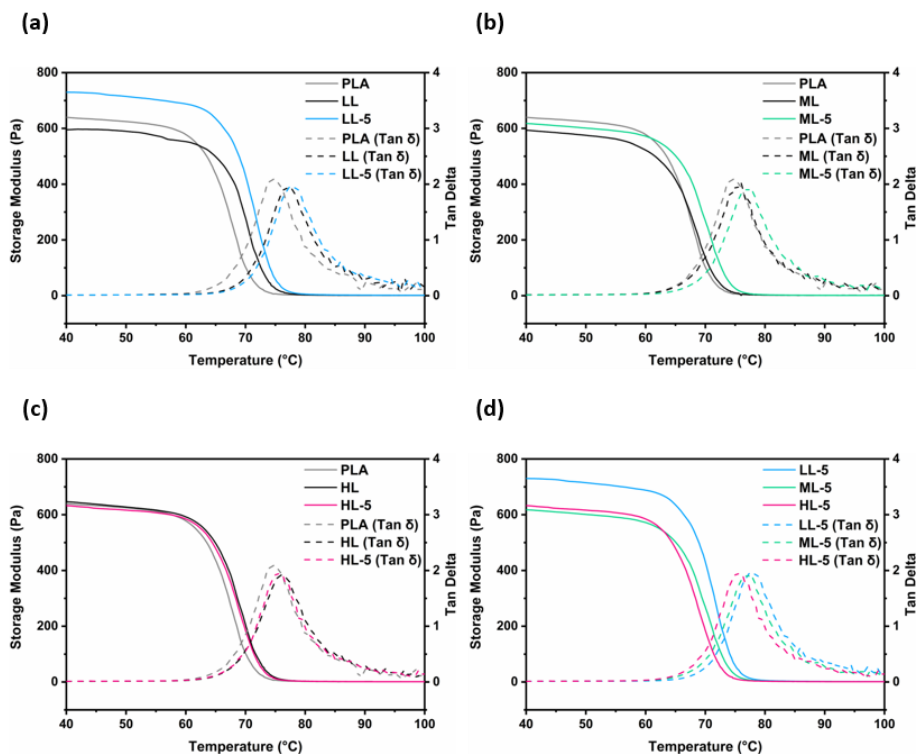 (a)
(b)
800
600
400
200
0
4
3
2
1
0
PLA
LL
LL-5
PLA (Tan δ)
LL (Tan δ)
LL-5 (Tan δ)
Storage Modulus (Pa)
Tan Delta
40 50 60 70 80 90 100
Temperature (°C)
800
600
400
200
0
4
3
2
1
0
PLA
ML
ML-5
PLA (Tan δ)
ML (Tan δ)
ML-5 (Tan δ)
Storage Modulus (Pa)
Tan Delta
40 50 60 70 80 90 100
Temperature (°C)
(c)
(d)
800
600
400
200
0
4
3
2
1
0
PLA
HL
HL-5
PLA (Tan δ)
HL (Tan δ)
HL-5 (Tan δ)
Storage Modulus (Pa)
Tan Delta
40 50 60 70 80 90 100
Temperature (°C)
800
600
400
200
0
4
3
2
1
0
LL-5
ML-5
HL-5
LL-5 (Tan δ)
ML-5 (Tan δ)
HL-5 (Tan δ)
Storage Modulus (Pa)
Tan Delta
40 50 60 70 80 90 100
Temperature (°C)